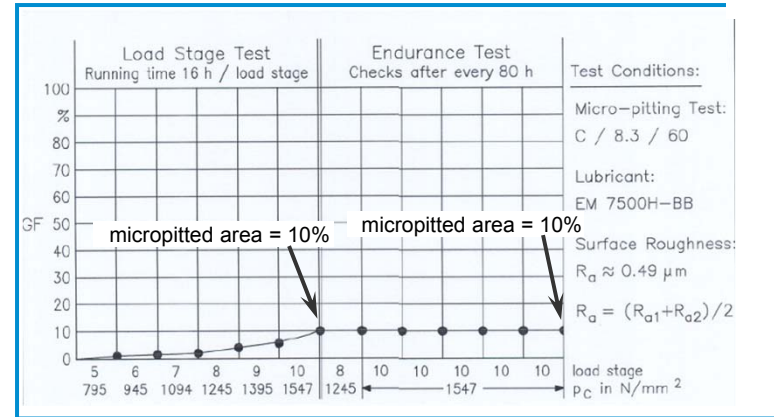 Load Stage Test
Running time 16 h / load stage
Endurance Test
Checks after every 80 h
Test Conditions:
Micro-pitting Test:
C / 8.3 / 60
Lubricant:
EM 7500H-BB
Surface Roughness:
Ra ≈ 0.49 μm
Ra = (Ra1+Ra2)/2
100
%
80
70
60
GF 50
40
30
20
10
0
micropitted area = 10%
micropitted area = 10%
5 6 7 8 9 10 8 10 10 10 10 10 load stage
795 945 1094 1245 1395 1547 1245 1547 pC in N/mm 2